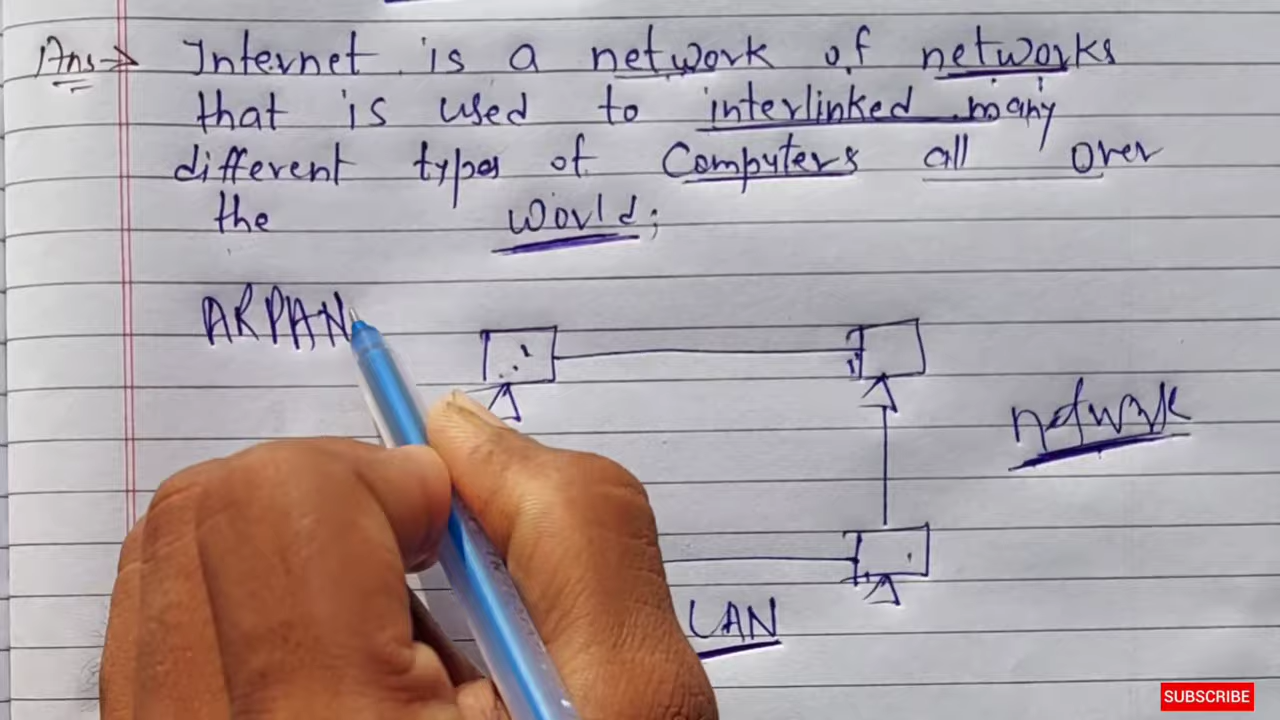 Ans → Internet is a network of networks
that is used to interlinked many
different types of Computers all over
the world;
ARPAN
network
LAN
SUBSCRIBE